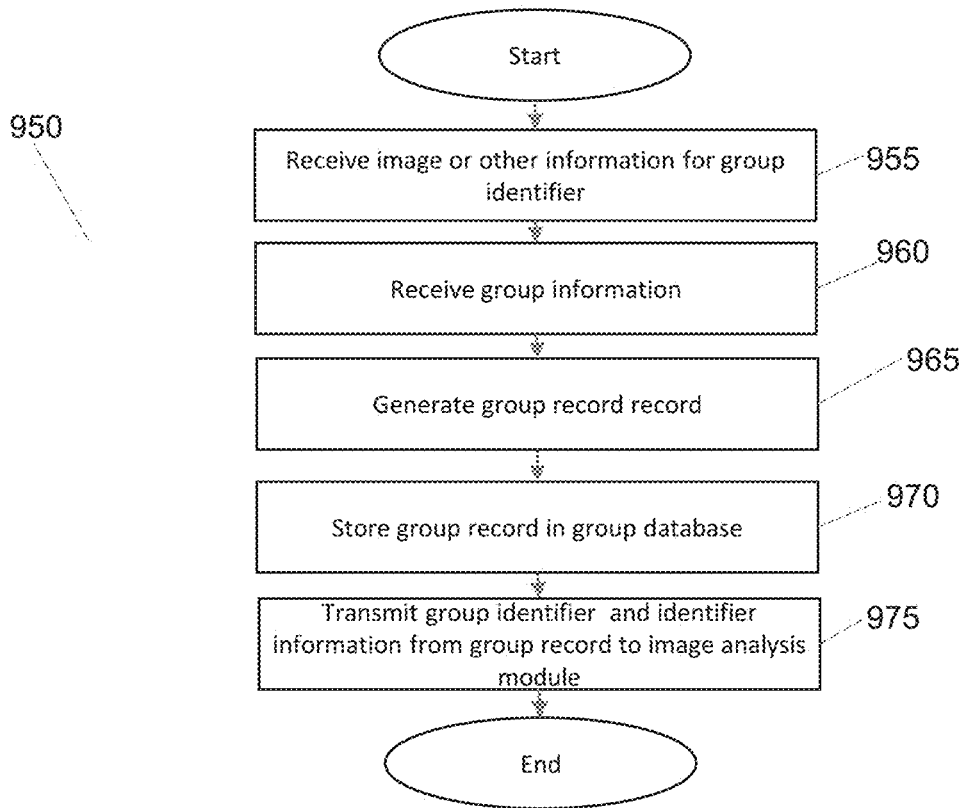 Start
950
Receive image or other information for group
identifier
955
Receive group information
960
Generate group record record
965
Store group record in group database
970
Transmit group identifier and identifier
information from group record to image analysis
module
975
End